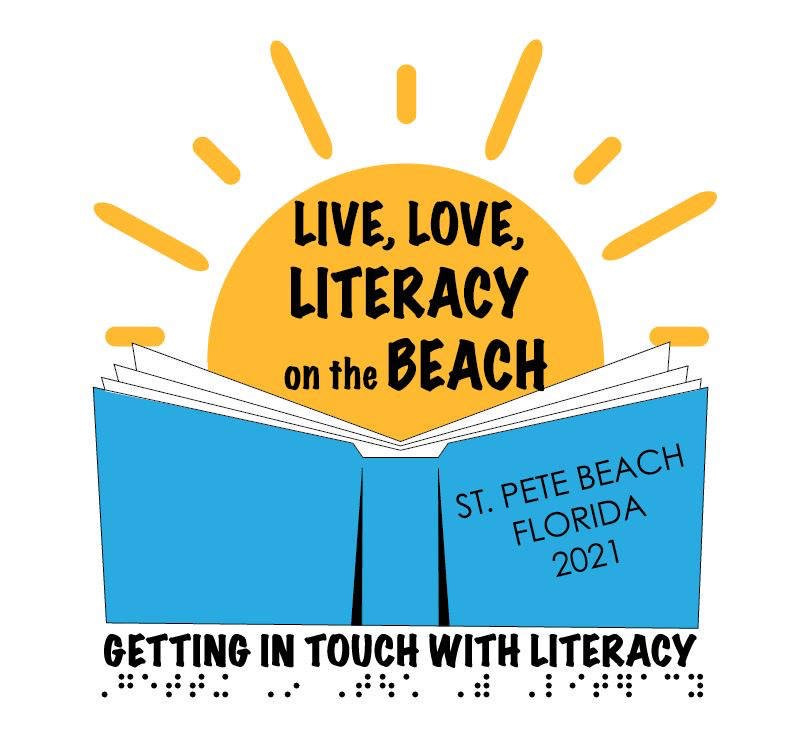 LIVE, LOVE,
LITERACY
on the BEACH
ST. PETE BEACH
FLORIDA
2021
GETTING IN TOUCH WITH LITERACY
⠠⠛⠑⠞⠞⠬ ⠠⠔ ⠠⠞⠳⠡ ⠠⠾ ⠠⠇⠊⠞⠻⠁⠉⠽